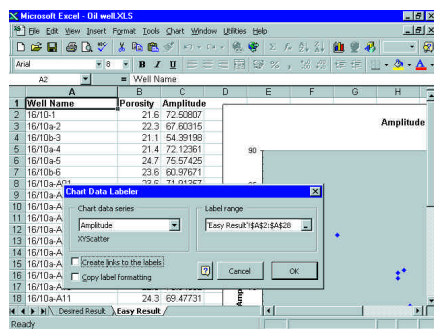 Microsoft Excel - Oil well.XLS
File Edit View Insert Format Tools Chart Window Utilities Help
Arial 8 B I U
A2 = Well Name
A B C D E F G H
1 Well Name Porosity Amplitude
2 16/10-1 21.6 72.50807
3 16/10a-2 22.3 67.60315
4 16/10b-3 21.1 54.39198
5 16/10a-4 21.4 72.12361
6 16/10a-5 24.7 75.57425
7 16/10b-6 23.6 60.97671
8 16/10a-A01
9 16/10a-A
10 16/10a-A
11 16/10a-A
12 16/10a-A
13 16/10a-A
14 16/10a-A
15 16/10a-A
16 16/10a-A
17 16/10a-A
18 16/10a-A11 24.3 69.47731
Amplitude
90
Chart Data Labeler
Chart data series
Amplitude
XYScatter
Label range
'Easy Result'!$A$2:$A$28
Create links to the labels
Copy label formatting
Cancel
OK
Desired Result Easy Result
Ready